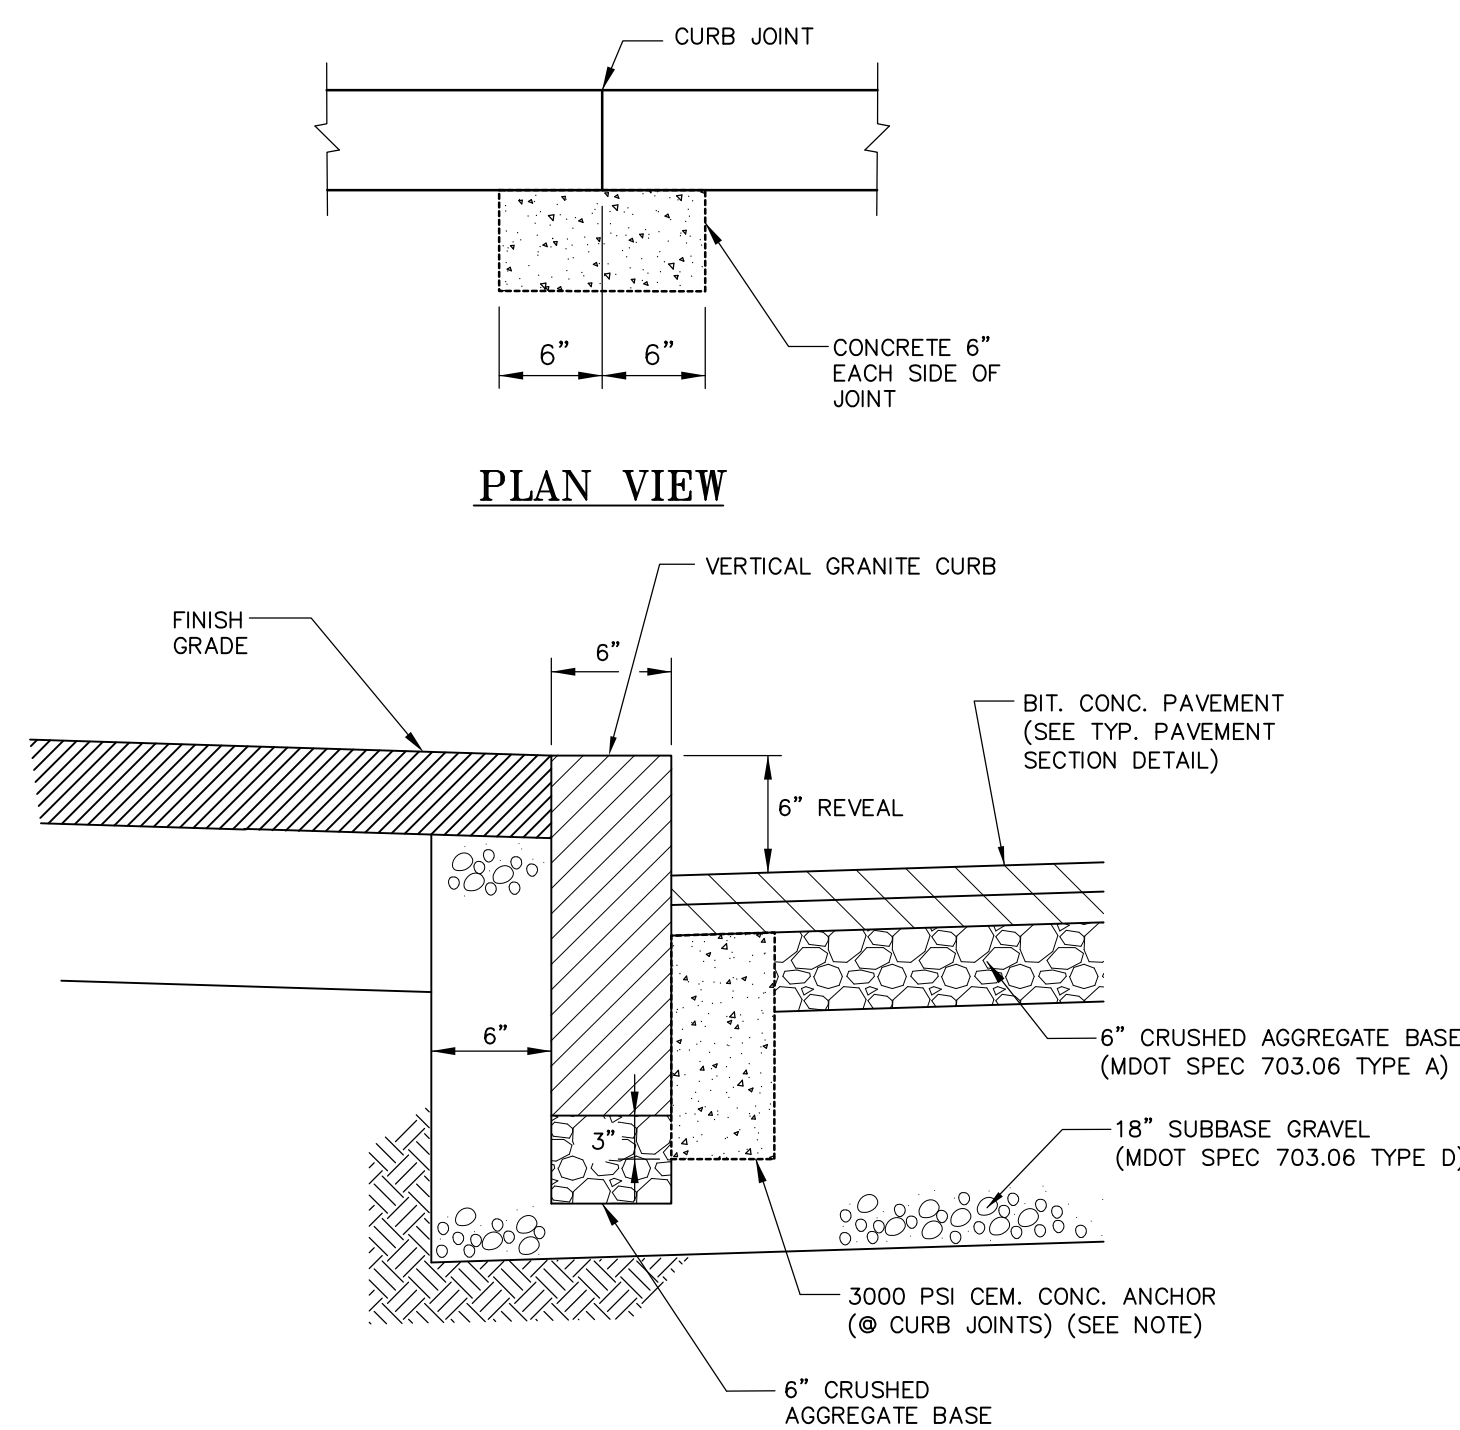 CURB JOINT
6” 6”
CONCRETE 6”
EACH SIDE OF
JOINT
PLAN VIEW
VERTICAL GRANITE CURB
FINISH
GRADE
6”
BIT. CONC. PAVEMENT
(SEE TYP. PAVEMENT
SECTION DETAIL)
6” REVEAL
6”
6” CRUSHED AGGREGATE BASE
(MDOT SPEC 703.06 TYPE A)
3”
18” SUBBASE GRAVEL
(MDOT SPEC 703.06 TYPE D)
3000 PSI CEM. CONC. ANCHOR
(@ CURB JOINTS) (SEE NOTE)
6” CRUSHED
AGGREGATE BASE